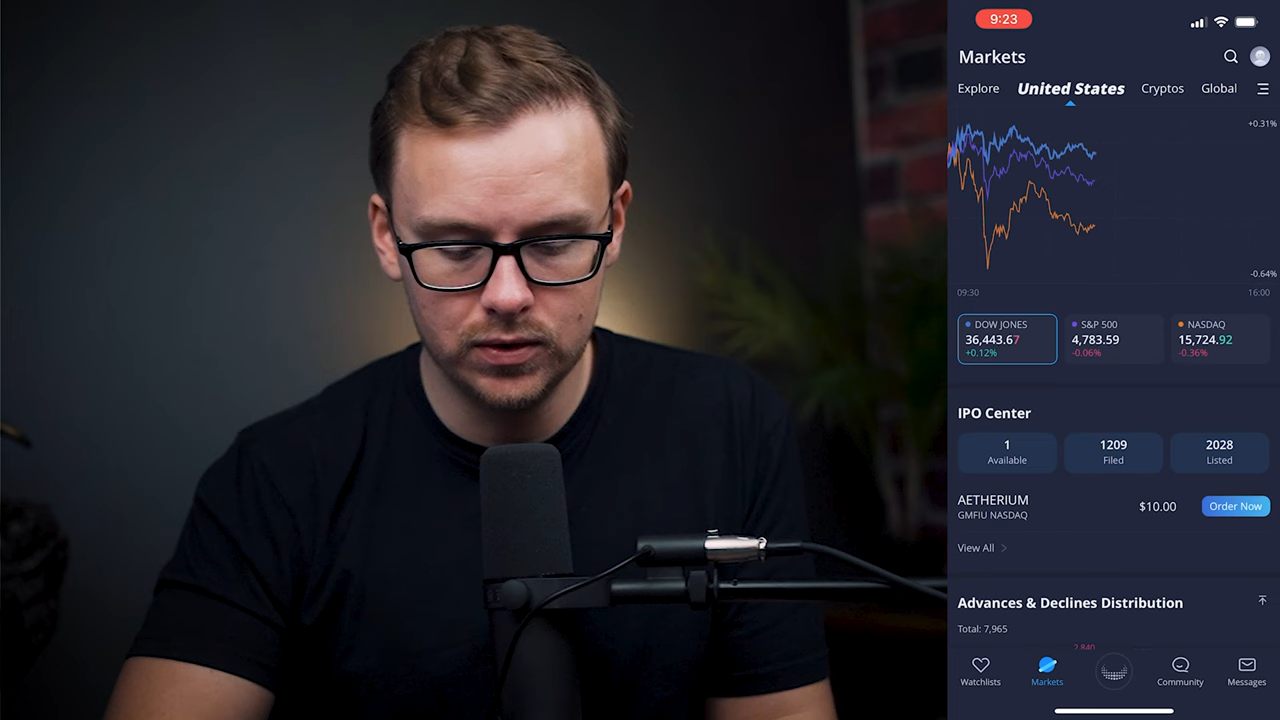 9:23
Markets
Explore United States Cryptos Global
+0.31%
-0.64%
09:30 16:00
DOW JONES S&P 500 NASDAQ
36,443.67 4,783.59 15,724.92
+0.12% -0.06% -0.36%
IPO Center
1 1209 2028
Available Filed Listed
AETHERIUM
$10.00 Order Now
GMFIU NASDAQ
View All
Advances & Declines Distribution
Total: 7,965
2,840
Watchlists Markets Community Messages